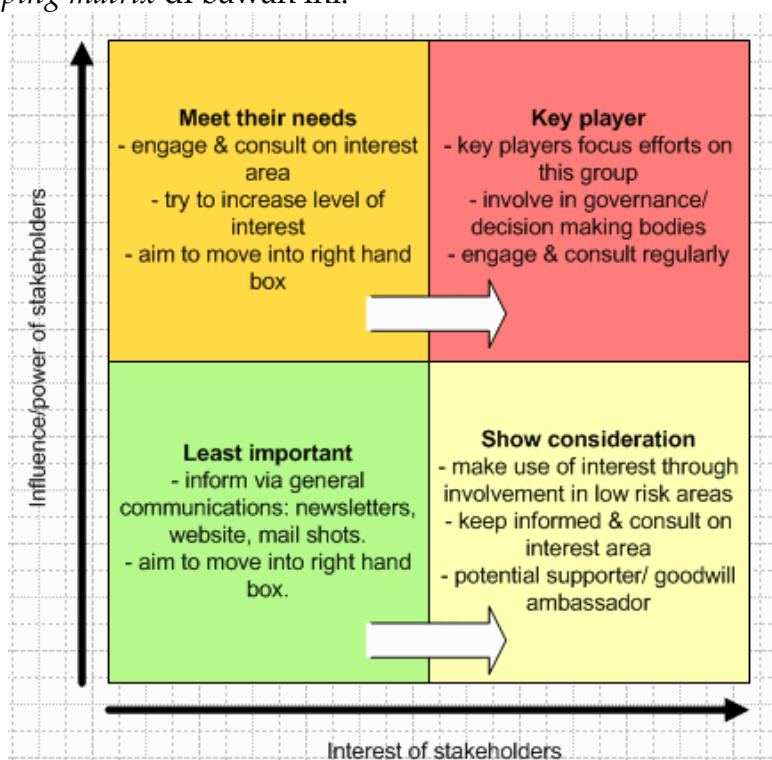 ping matrix di bawah ini.
Meet their needs
- engage & consult on interest
area
- try to increase level of
interest
- aim to move into right hand
box
Key player
- key players focus efforts on
this group
- involve in governance/
decision making bodies
- engage & consult regularly
Influence/power of stakeholders
Least important
- inform via general
communications: newsletters,
website, mail shots.
- aim to move into right hand
box.
Show consideration
- make use of interest through
involvement in low risk areas
- keep informed & consult on
interest area
- potential supporter/ goodwill
ambassador
Interest of stakeholders